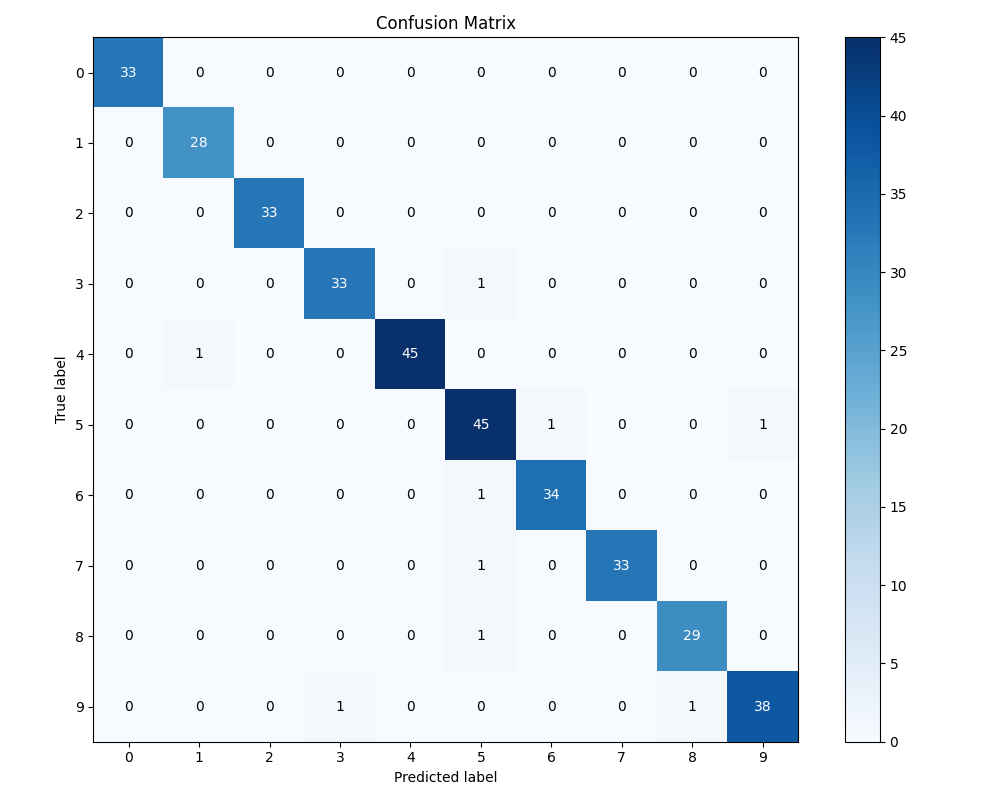 Confusion Matrix
0 33 0 0 0 0 0 0 0 0 0
1 0 28 0 0 0 0 0 0 0 0
2 0 0 33 0 0 0 0 0 0 0
3 0 0 0 33 0 1 0 0 0 0
4 0 1 0 0 45 0 0 0 0 0
5 0 0 0 0 0 45 1 0 0 1
6 0 0 0 0 0 1 34 0 0 0
7 0 0 0 0 0 1 0 33 0 0
8 0 0 0 0 0 1 0 0 29 0
9 0 0 0 1 0 0 0 0 1 38
0 1 2 3 4 5 6 7 8 9
Predicted label
True label
45
40
35
30
25
20
15
10
5
0